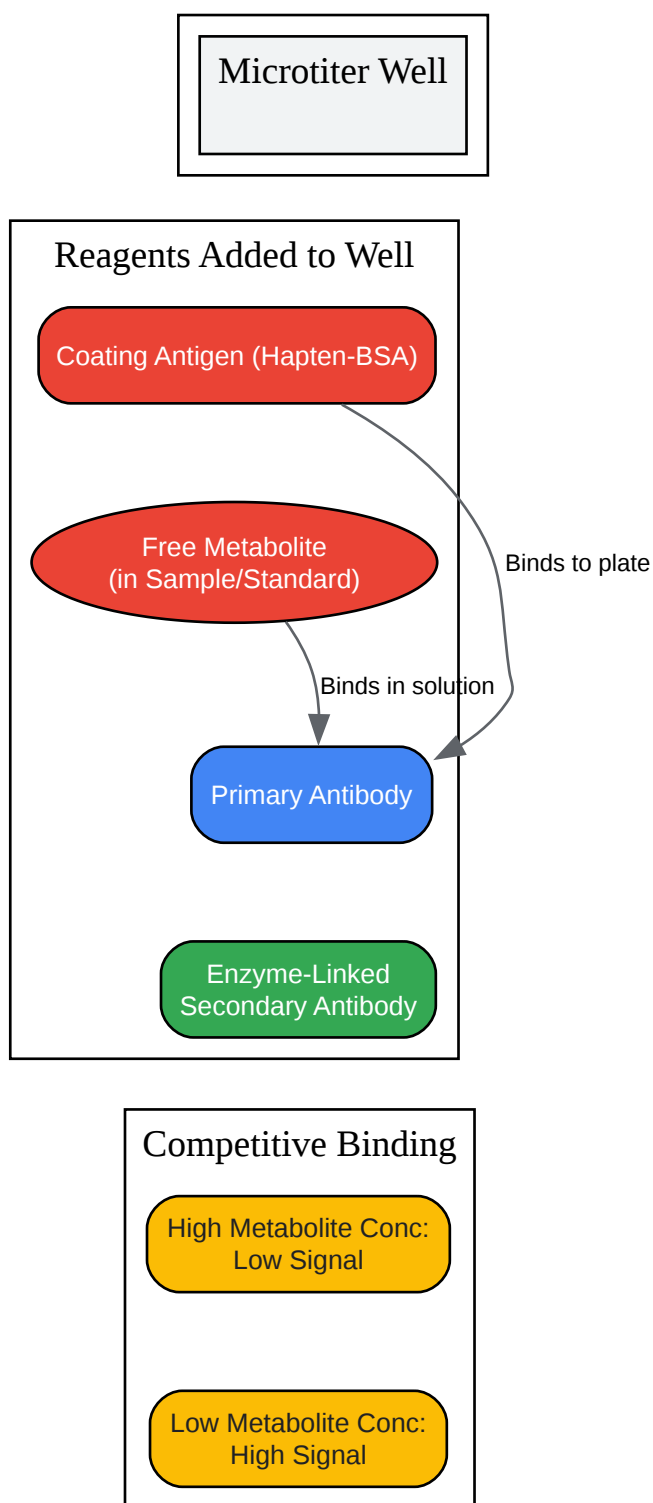 Microtiter Well
Reagents Added to Well
Coating Antigen (Hapten-BSA)
Free Metabolite
(in Sample/Standard)
Binds to plate
Binds in solution
Primary Antibody
Enzyme-Linked
Secondary Antibody
Competitive Binding
High Metabolite Conc:
Low Signal
Low Metabolite Conc:
High Signal